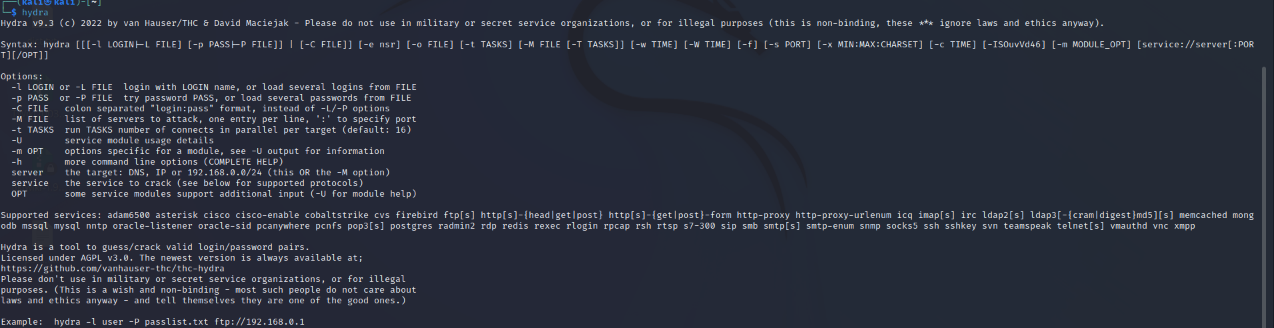 ┌──(kali㉿kali)-[~]
└─$ hydra
Hydra v9.3 (c) 2022 by van Hauser/THC & David Maciejak - Please do not use in military or secret service organizations, or for illegal purposes (this is non-binding, these *** ignore laws and ethics anyway).
Syntax: hydra [[[-l LOGIN|-L FILE] [-p PASS|-P FILE]] | [-C FILE]] [-e nsr] [-o FILE] [-t TASKS] [-M FILE [-T TASKS]] [-w TIME] [-W TIME] [-f] [-s PORT] [-x MIN:MAX:CHARSET] [-c TIME] [-ISOuvVd46] [-m MODULE_OPT] [service://server[:POR
T][/OPT]]
Options:
-l LOGIN or -L FILE login with LOGIN name, or load several logins from FILE
-p PASS or -P FILE try password PASS, or load several passwords from FILE
-C FILE colon separated "login:pass" format, instead of -L/-P options
-M FILE list of servers to attack, one entry per line, ':' to specify port
-t TASKS run TASKS number of connects in parallel per target (default: 16)
-U service module usage details
-m OPT options specific for a module, see -U output for information
-h more command line options (COMPLETE HELP)
server the target: DNS, IP or 192.168.0.0/24 (this OR the -M option)
service the service to crack (see below for supported protocols)
OPT some service modules support additional input (-U for module help)
Supported services: adam6500 asterisk cisco cisco-enable cobaltstrike cvs firebird ftp[s] http[s]-{head|get|post} http[s]-{get|post}-form http-proxy http-proxy-urlenum icq imap[s] irc ldap2[s] ldap3[-{cram|digest}md5][s] memcached mong
odb mssql mysql nntp oracle-listener oracle-sid pcanywhere pcnfs pop3[s] postgres radmin2 rdp redis rexec rlogin rpcap rsh rtsp s7-300 sip smb smtp[s] smtp-enum snmp socks5 ssh sshkey svn teamspeak telnet[s] vmauthd vnc xmpp
Hydra is a tool to guess/crack valid login/password pairs.
Licensed under AGPL v3.0. The newest version is always available at;
https://github.com/vanhauser-thc/thc-hydra
Please don't use in military or secret service organizations, or for illegal
purposes. (This is a wish and non-binding - most such people do not care about
laws and ethics anyway - and tell themselves they are one of the good ones.)
Example: hydra -l user -P passlist.txt ftp://192.168.0.1